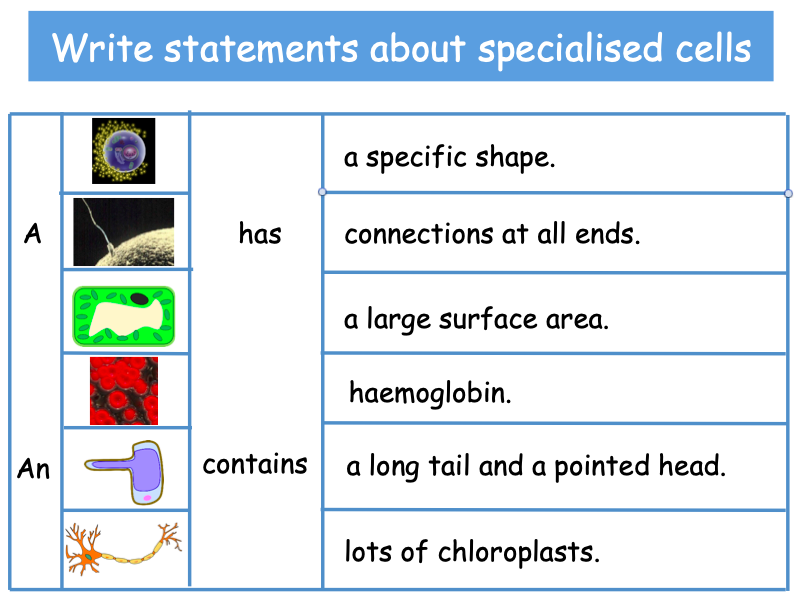 Write statements about specialised cells
a specific shape.
A
has
connections at all ends.
a large surface area.
haemoglobin.
An
contains
a long tail and a pointed head.
lots of chloroplasts.